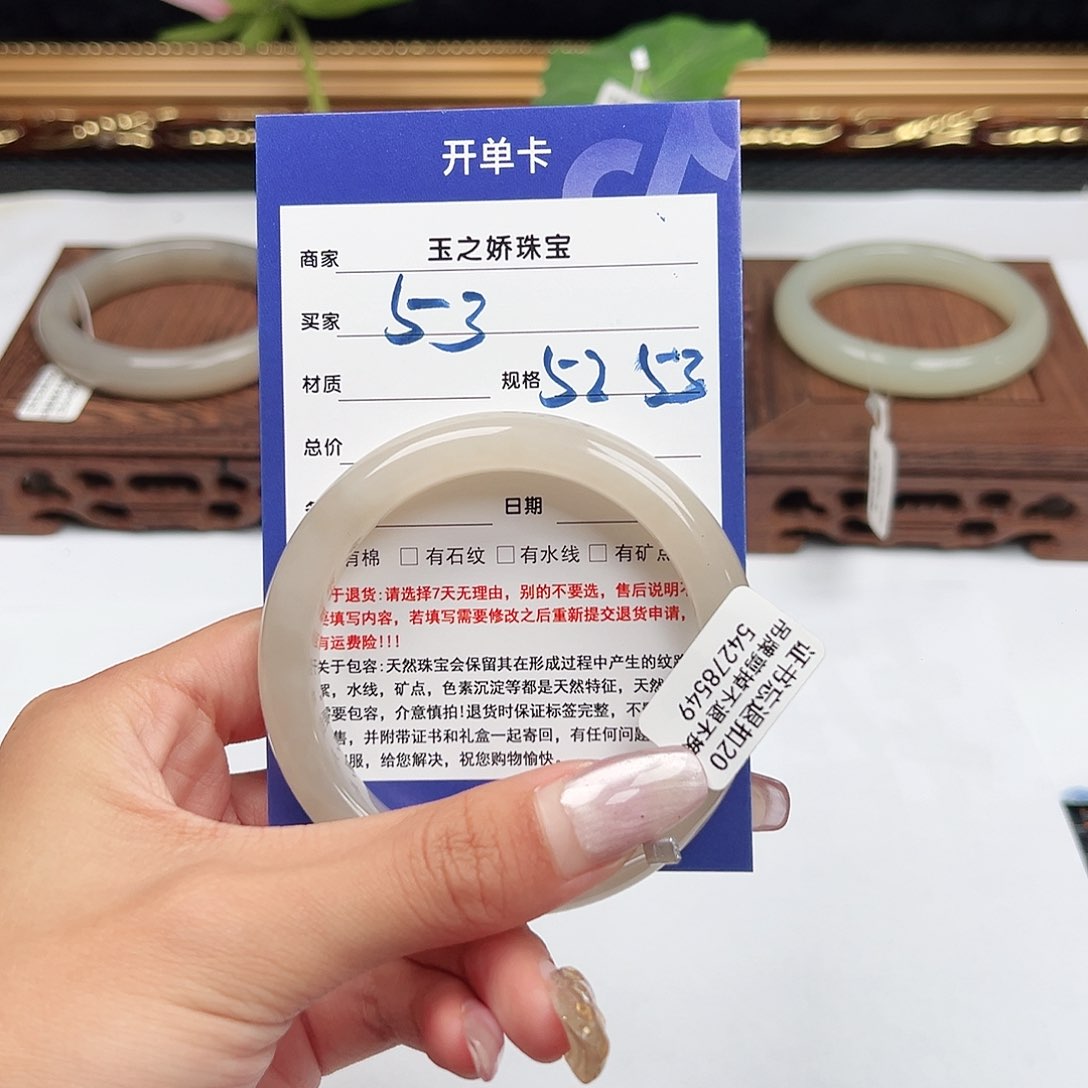 开单卡
商家 玉之娇珠宝
买家 53
材质 规格 52 53
总价
日期
有棉 □ 有石纹 □ 有水线 □ 有矿点
于退货:请选择7天无理由，别的不要选，售后说明不
要填写内容，若填写需要修改之后重新提交退货申请，
有运费险!!!
关于包容:天然珠宝会保留其在形成过程中产生的纹路
絮，水线，矿点，色素沉淀等都是天然特征，天然
需要包容，介意慎拍!退货时保证标签完整，不
售，并附带证书和礼盒一起寄回，有任何问题
服，给您解决，祝您购物愉快。
证书忘退扣20
吊牌剪掉不退不换
542785549